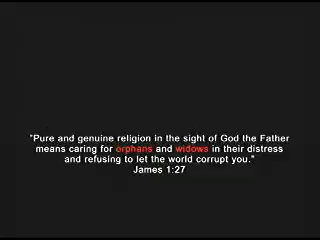 "Pure and genuine religion in the sight of God the Father
means caring for orphans and widows in their distress
and refusing to let the world corrupt you."
James 1:27